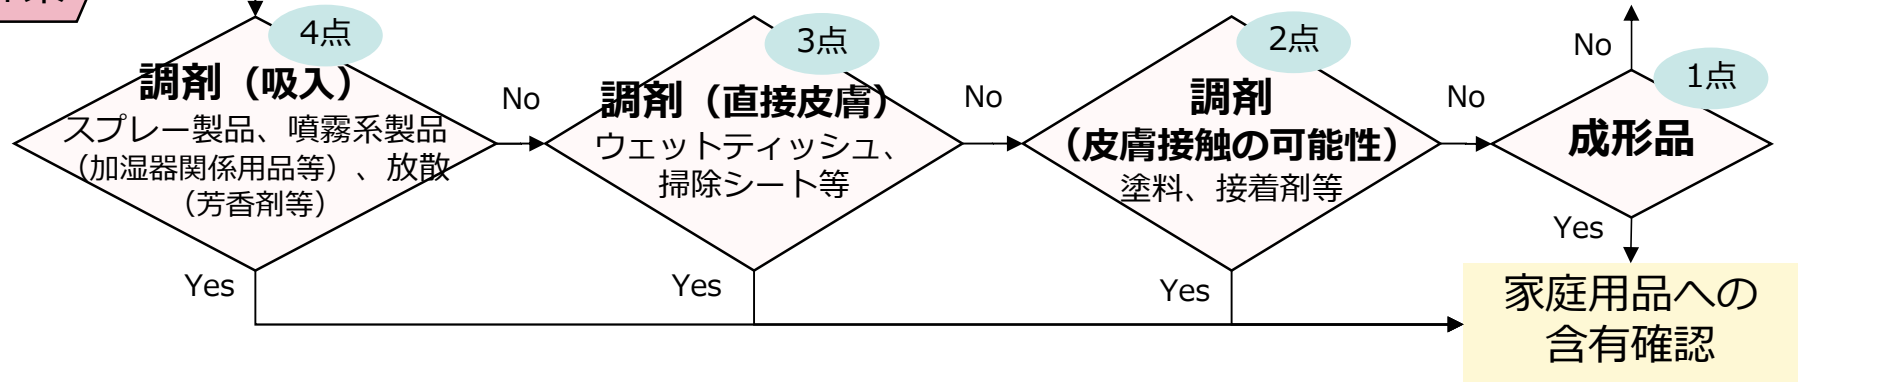 4点
調剤（吸入）
スプレー製品、噴霧系製品
（加湿器関係用品等）、放散
（芳香剤等）
No
Yes
3点
調剤（直接皮膚）
ウェットティッシュ、
掃除シート等
No
Yes
2点
調剤
（皮膚接触の可能性）
塗料、接着剤等
No
Yes
No
1点
成形品
Yes
家庭用品への
含有確認